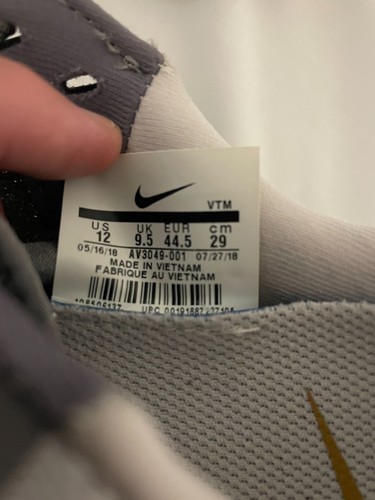 VTM
US UK EUR cm
12 9.5 44.5 29
05/16/18 AV3049-001 07/27/18
MADE IN VIETNAM
FABRIQUE AU VIETNAM
UPC